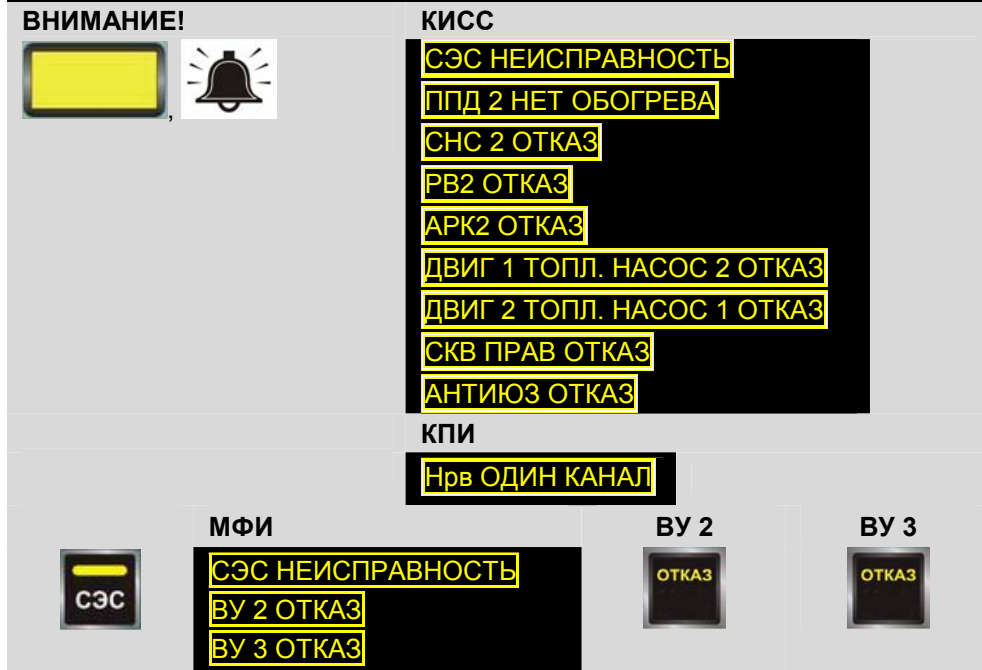 ВНИМАНИЕ! КИСС
,
СЭС НЕИСПРАВНОСТЬ
ППД 2 НЕТ ОБОГРЕВА
СНС 2 ОТКАЗ
РВ2 ОТКАЗ
АРК2 ОТКАЗ
ДВИГ 1 ТОПЛ. НАСОС 2 ОТКАЗ
ДВИГ 2 ТОПЛ. НАСОС 1 ОТКАЗ
СКВ ПРАВ ОТКАЗ
АНТИЮЗ ОТКАЗ
КПИ
Нрв ОДИН КАНАЛ
МФИ ВУ 2 ВУ 3
СЭС
СЭС НЕИСПРАВНОСТЬ
ВУ 2 ОТКАЗ
ВУ 3 ОТКАЗ
ОТКАЗ
ОТКАЗ